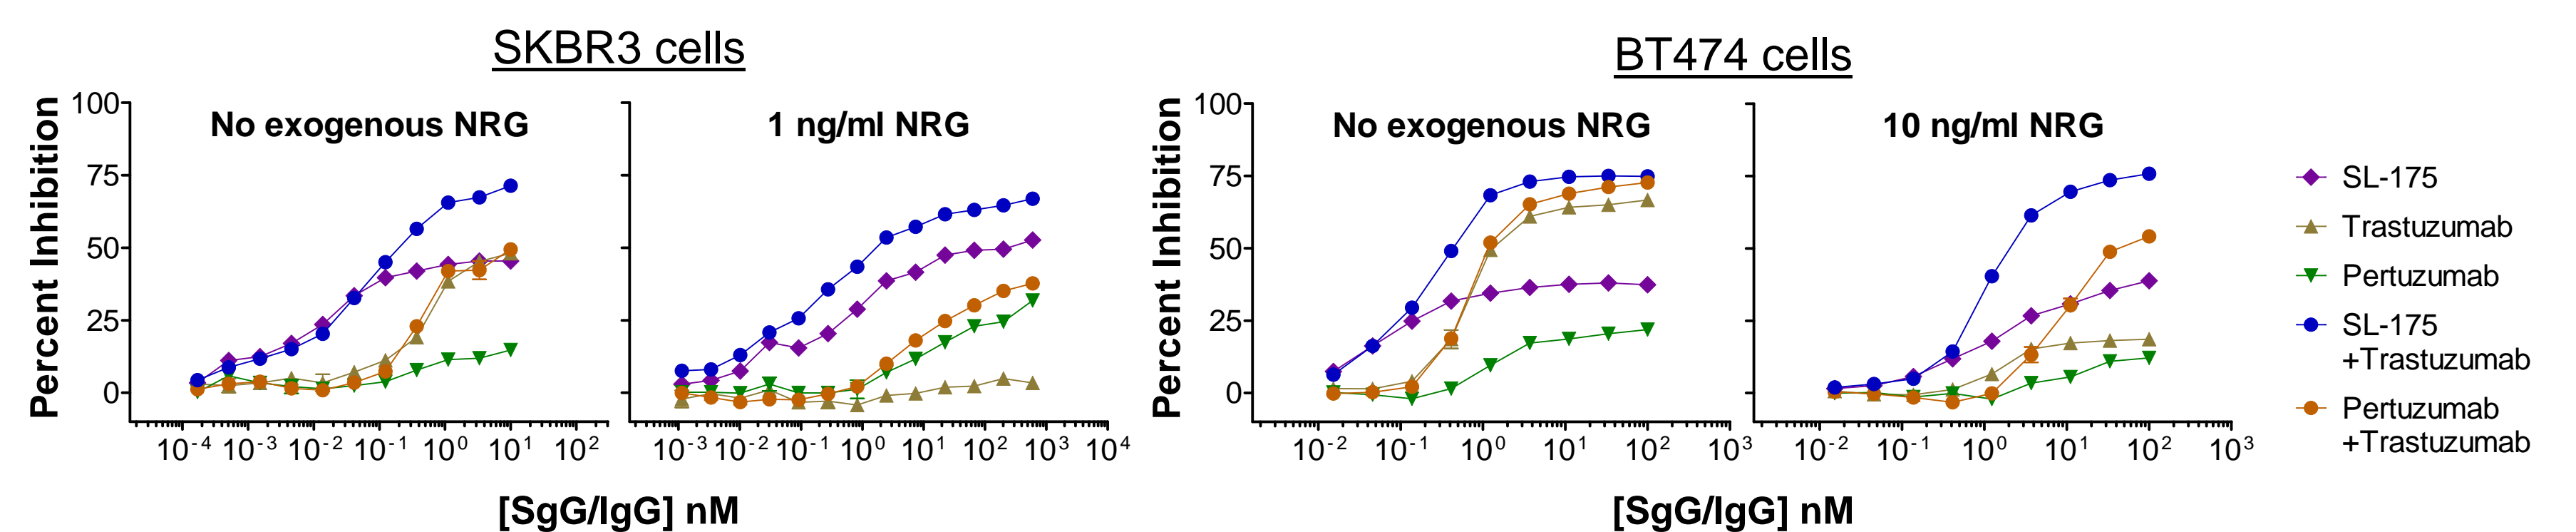 SKBR3 cells
BT474 cells
Percent Inhibition
100
75
50
25
0
No exogenous NRG
10-4 10-3 10-2 10-1 100 101 102
1 ng/ml NRG
10-3 10-2 10-1 100 101 102 103 104
[SgG/IgG] nM
Percent Inhibition
100
75
50
25
0
No exogenous NRG
10-2 10-1 100 101 102 103
10 ng/ml NRG
10-2 10-1 100 101 102 103
[SgG/IgG] nM
SL-175
Trastuzumab
Pertuzumab
SL-175
+Trastuzumab
Pertuzumab
+Trastuzumab